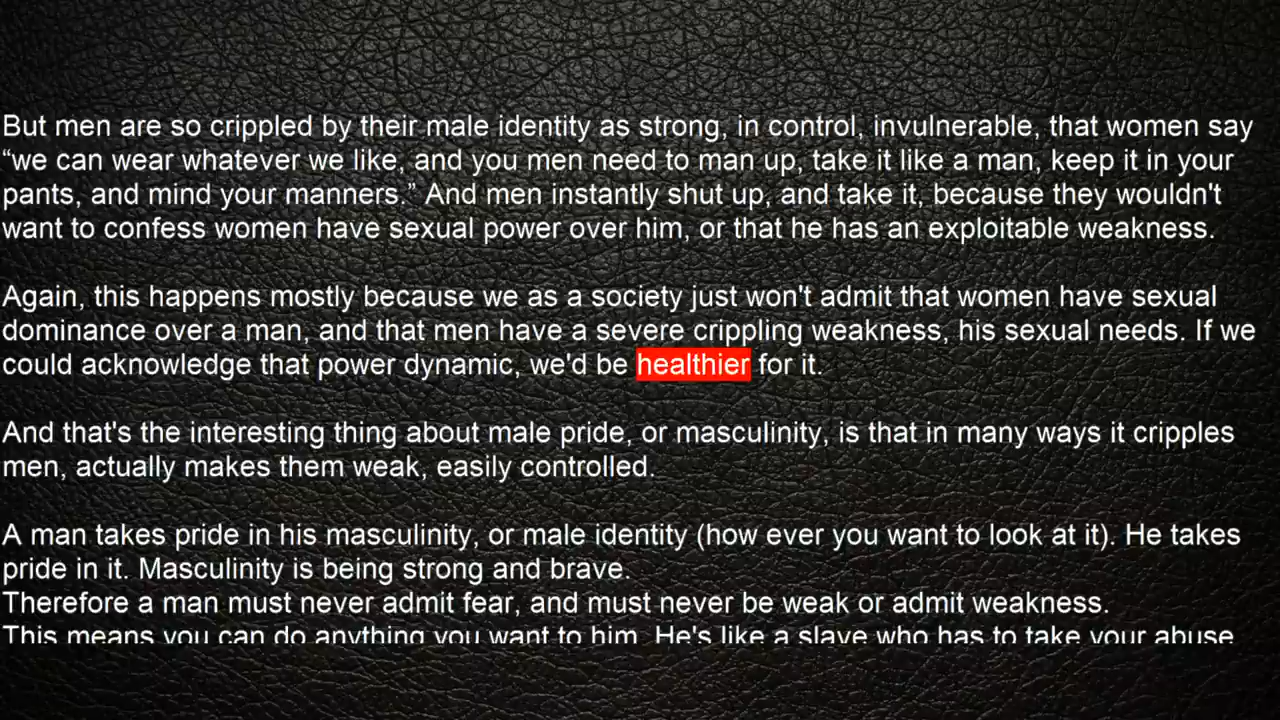 But men are so crippled by their male identity as strong, in control, invulnerable, that women say
“we can wear whatever we like, and you men need to man up, take it like a man, keep it in your
pants, and mind your manners.” And men instantly shut up, and take it, because they wouldn't
want to confess women have sexual power over him, or that he has an exploitable weakness.
Again, this happens mostly because we as a society just won't admit that women have sexual
dominance over a man, and that men have a severe crippling weakness, his sexual needs. If we
could acknowledge that power dynamic, we'd be healthier for it.
And that's the interesting thing about male pride, or masculinity, is that in many ways it cripples
men, actually makes them weak, easily controlled.
A man takes pride in his masculinity, or male identity (how ever you want to look at it). He takes
pride in it. Masculinity is being strong and brave.
Therefore a man must never admit fear, and must never be weak or admit weakness.
This means you can do anything you want to him. He's like a slave who has to take your abuse